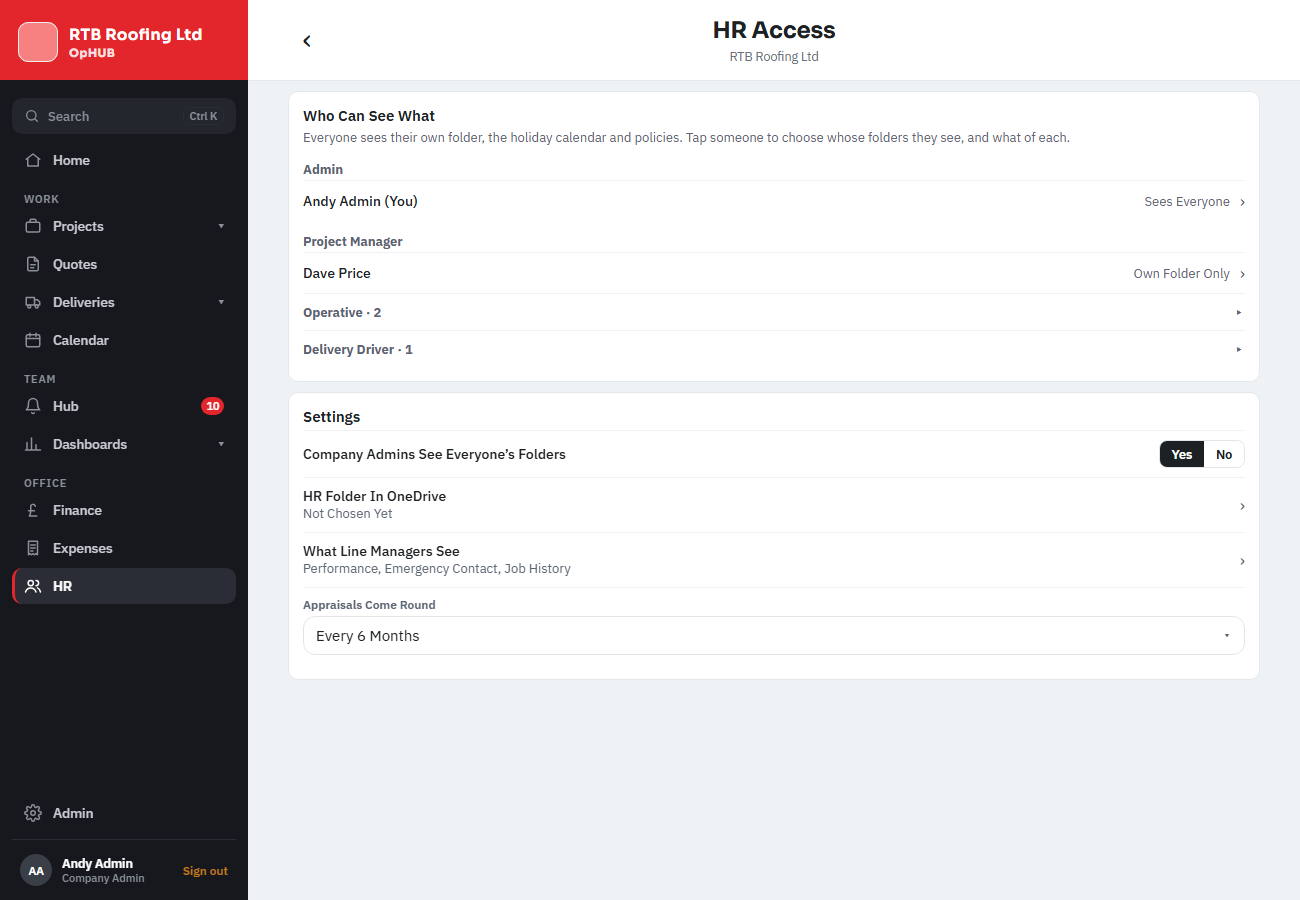 RTB Roofing Ltd
OpHUB
Search
Ctrl K
Home
WORK
Projects
Quotes
Deliveries
Calendar
TEAM
Hub
10
Dashboards
OFFICE
Finance
Expenses
HR
Admin
AA
Andy Admin
Company Admin
Sign out
HR Access
RTB Roofing Ltd
Who Can See What
Everyone sees their own folder, the holiday calendar and policies. Tap someone to choose whose folders they see, and what of each.
Admin
Andy Admin (You)
Sees Everyone
Project Manager
Dave Price
Own Folder Only
Operative · 2
Delivery Driver · 1
Settings
Company Admins See Everyone’s Folders
Yes
No
HR Folder In OneDrive
Not Chosen Yet
What Line Managers See
Performance, Emergency Contact, Job History
Appraisals Come Round
Every 6 Months